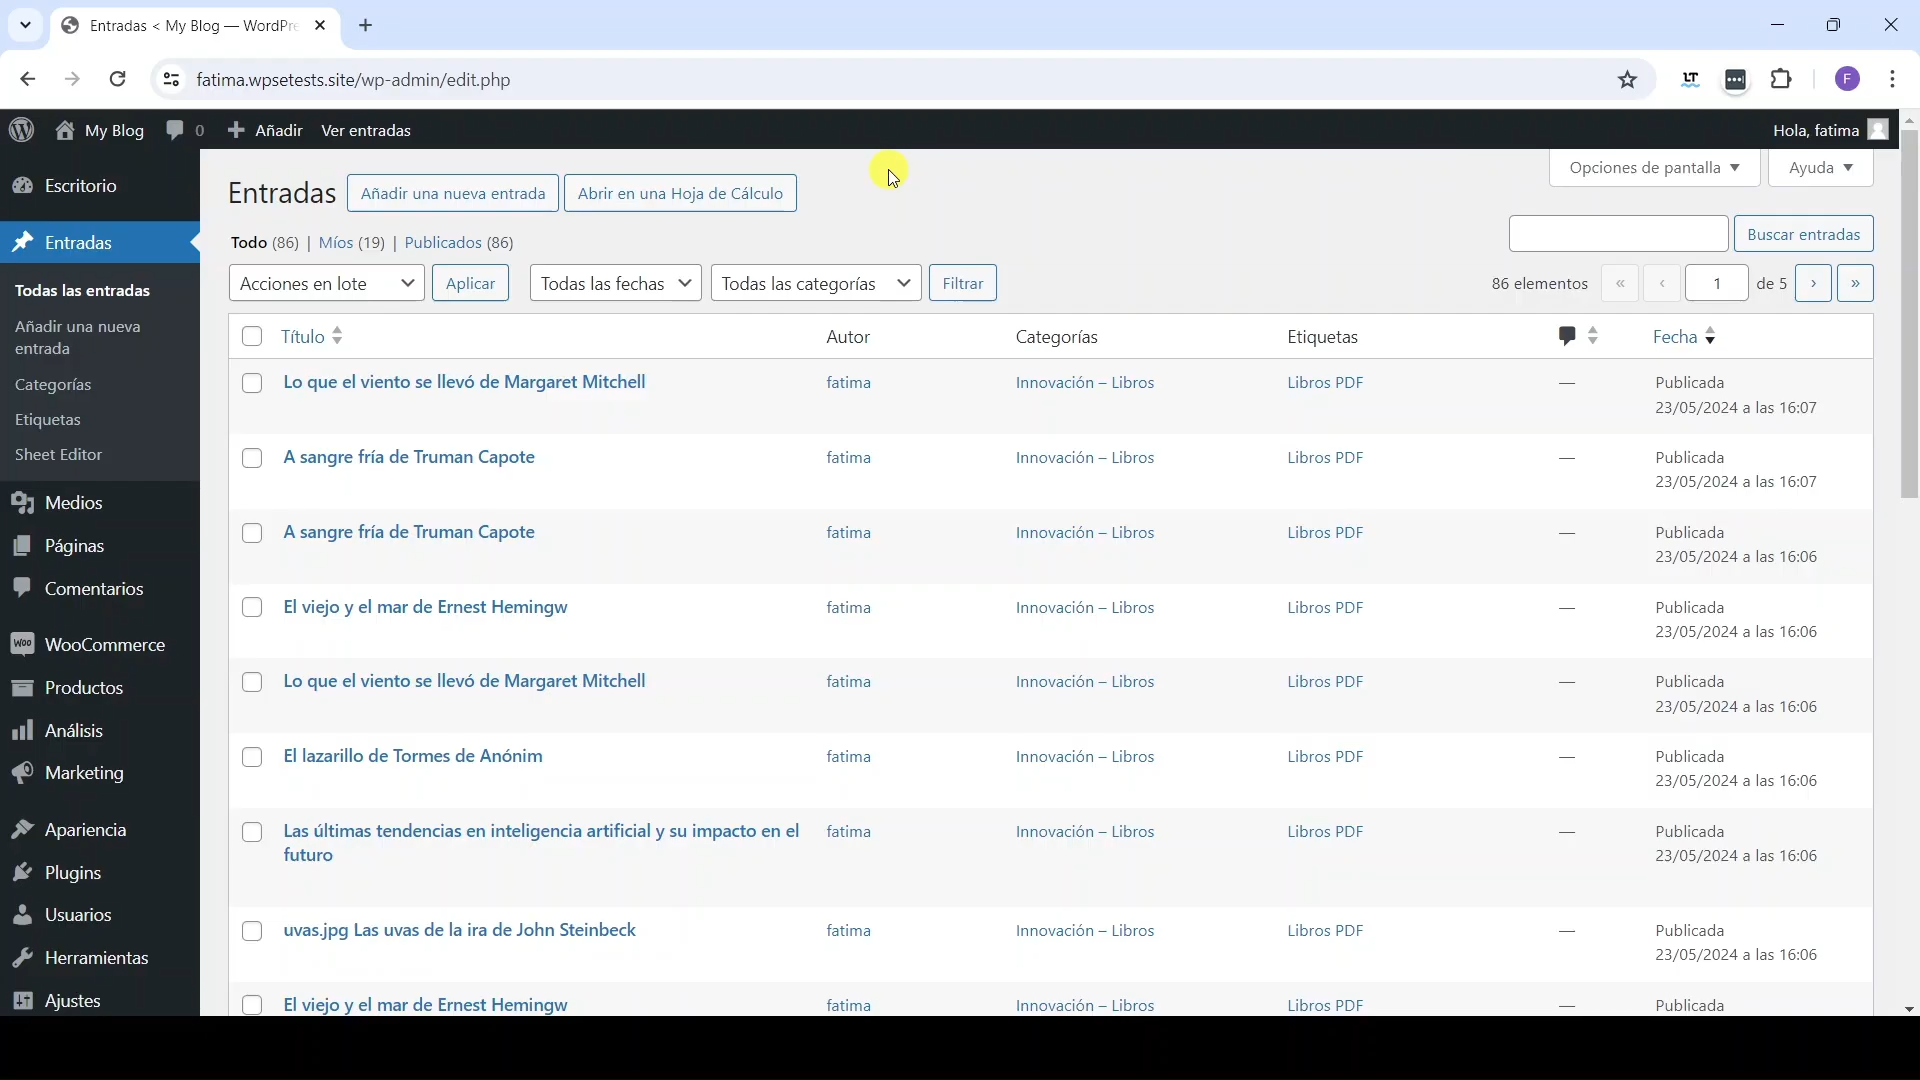 Entradas < My Blog — WordPre
fatima.wpsetests.site/wp-admin/edit.php
LT
F
My Blog 0 Añadir Ver entradas Hola, fatima
Escritorio
Entradas
Todas las entradas
Añadir una nueva
entrada
Categorías
Etiquetas
Sheet Editor
Medios
Páginas
Comentarios
Woo WooCommerce
Productos
Análisis
Marketing
Apariencia
Plugins
Usuarios
Herramientas
Ajustes
Opciones de pantalla Ayuda
Entradas Añadir una nueva entrada Abrir en una Hoja de Cálculo
Buscar entradas
Todo (86) | Míos (19) | Publicados (86)
Acciones en lote Aplicar Todas las fechas Todas las categorías Filtrar 86 elementos « ‹ 1 de 5 › »
Título Autor Categorías Etiquetas Fecha
Lo que el viento se llevó de Margaret Mitchell fatima Innovación – Libros Libros PDF — Publicada
23/05/2024 a las 16:07
A sangre fría de Truman Capote fatima Innovación – Libros Libros PDF — Publicada
23/05/2024 a las 16:07
A sangre fría de Truman Capote fatima Innovación – Libros Libros PDF — Publicada
23/05/2024 a las 16:06
El viejo y el mar de Ernest Hemingw fatima Innovación – Libros Libros PDF — Publicada
23/05/2024 a las 16:06
Lo que el viento se llevó de Margaret Mitchell fatima Innovación – Libros Libros PDF — Publicada
23/05/2024 a las 16:06
El lazarillo de Tormes de Anónim fatima Innovación – Libros Libros PDF — Publicada
23/05/2024 a las 16:06
Las últimas tendencias en inteligencia artificial y su impacto en el fatima Innovación – Libros Libros PDF — Publicada
futuro 23/05/2024 a las 16:06
uvas.jpg Las uvas de la ira de John Steinbeck fatima Innovación – Libros Libros PDF — Publicada
23/05/2024 a las 16:06
El viejo y el mar de Ernest Hemingw fatima Innovación – Libros Libros PDF — Publicada